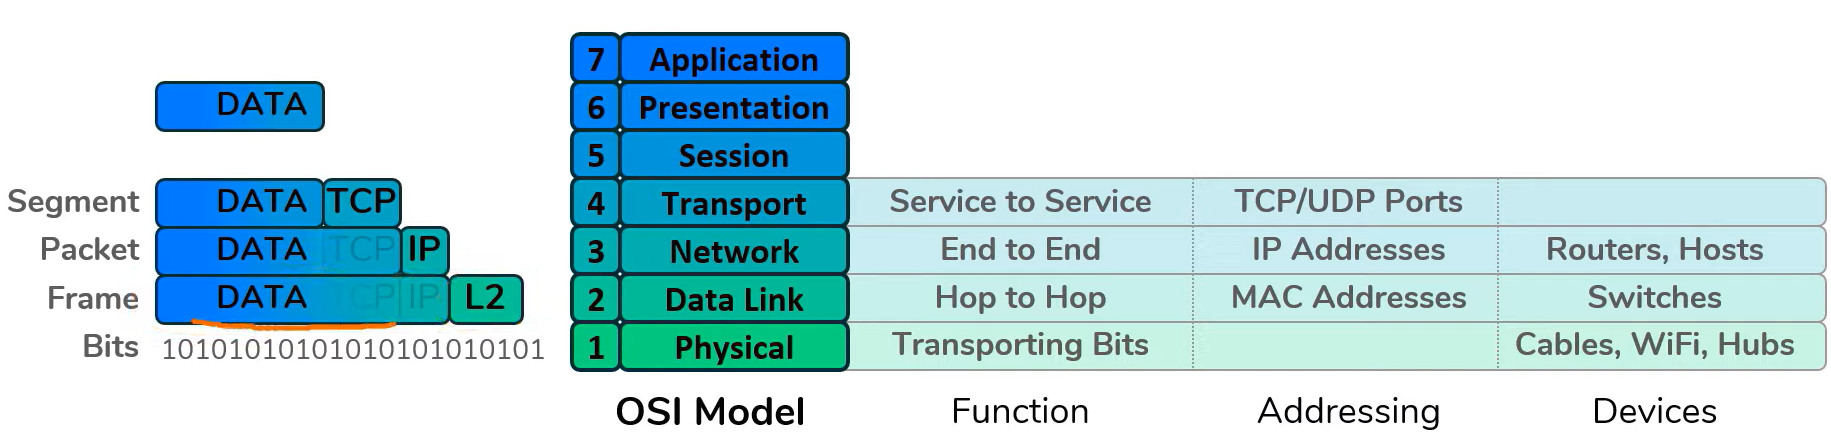 7 Application
DATA 6 Presentation
5 Session
Segment DATA TCP 4 Transport Service to Service TCP/UDP Ports
Packet DATA TCP IP 3 Network End to End IP Addresses Routers, Hosts
Frame DATA TCP IP L2 2 Data Link Hop to Hop MAC Addresses Switches
Bits 10101010101010101010101 1 Physical Transporting Bits Cables, WiFi, Hubs
OSI Model Function Addressing Devices